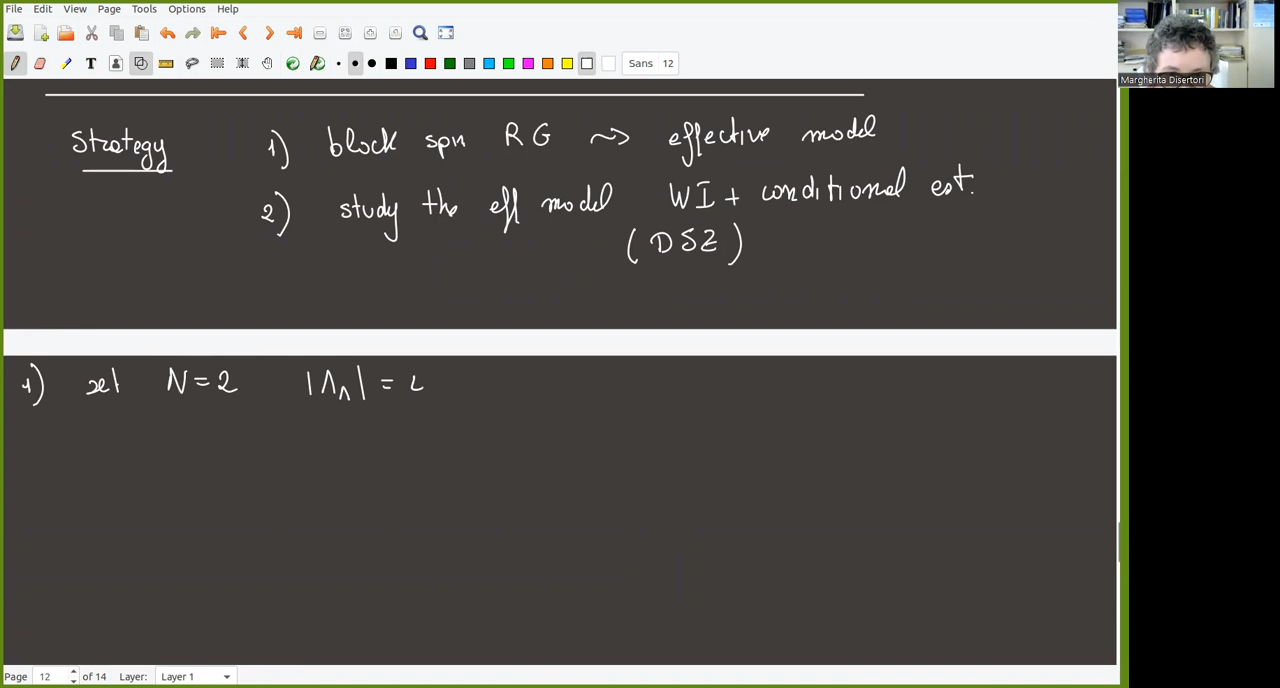 File Edit View Page Tools Options Help
Sans 12
Margherita Disertori
Strategy 1) block spin RG ~> effective model
2) study the eff model WI + conditional est.
(DSZ)
1) set N=2 |Λ_Λ| =
Page 12 of 14 Layer: Layer 1